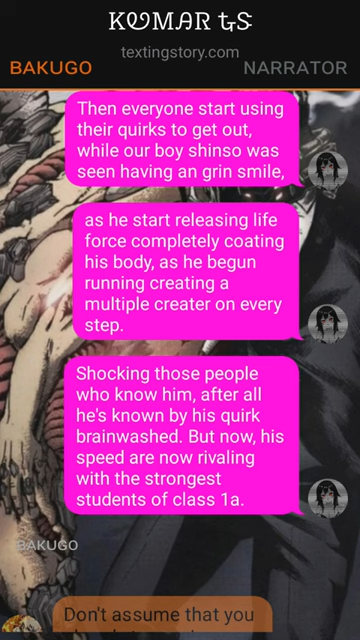 KUMAR GS
textingstory.com
BAKUGO NARRATOR
Then everyone start using
their quirks to get out,
while our boy shinso was
seen having an grin smile,
as he start releasing life
force completely coating
his body, as he begun
running creating a
multiple creater on every
step.
Shocking those people
who know him, after all
he's known by his quirk
brainwashed. But now, his
speed are now rivaling
with the strongest
students of class 1a.
BAKUGO
Don't assume that you